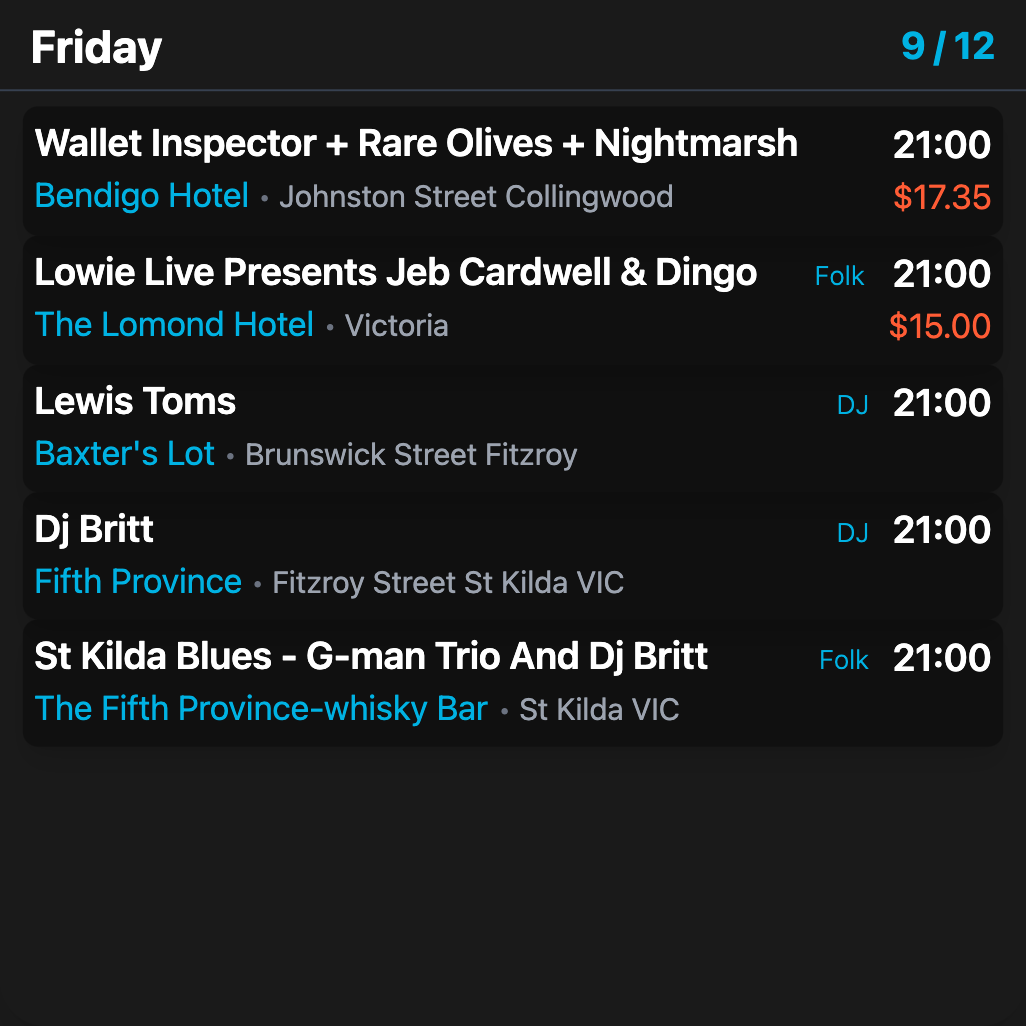 Friday 9 / 12
Wallet Inspector + Rare Olives + Nightmarsh 21:00
Bendigo Hotel • Johnston Street Collingwood $17.35
Lowie Live Presents Jeb Cardwell & Dingo Folk 21:00
The Lomond Hotel • Victoria $15.00
Lewis Toms DJ 21:00
Baxter's Lot • Brunswick Street Fitzroy
Dj Britt DJ 21:00
Fifth Province • Fitzroy Street St Kilda VIC
St Kilda Blues - G-man Trio And Dj Britt Folk 21:00
The Fifth Province-whisky Bar • St Kilda VIC